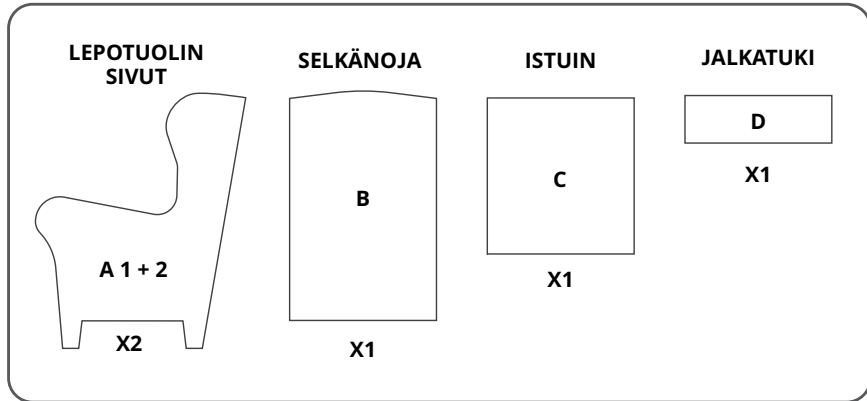 LEPOTUOLIN
SIVUT
A 1 + 2
X2
SELKÄNOJA
B
X1
ISTUIN
C
X1
JALKATUKI
D
X1